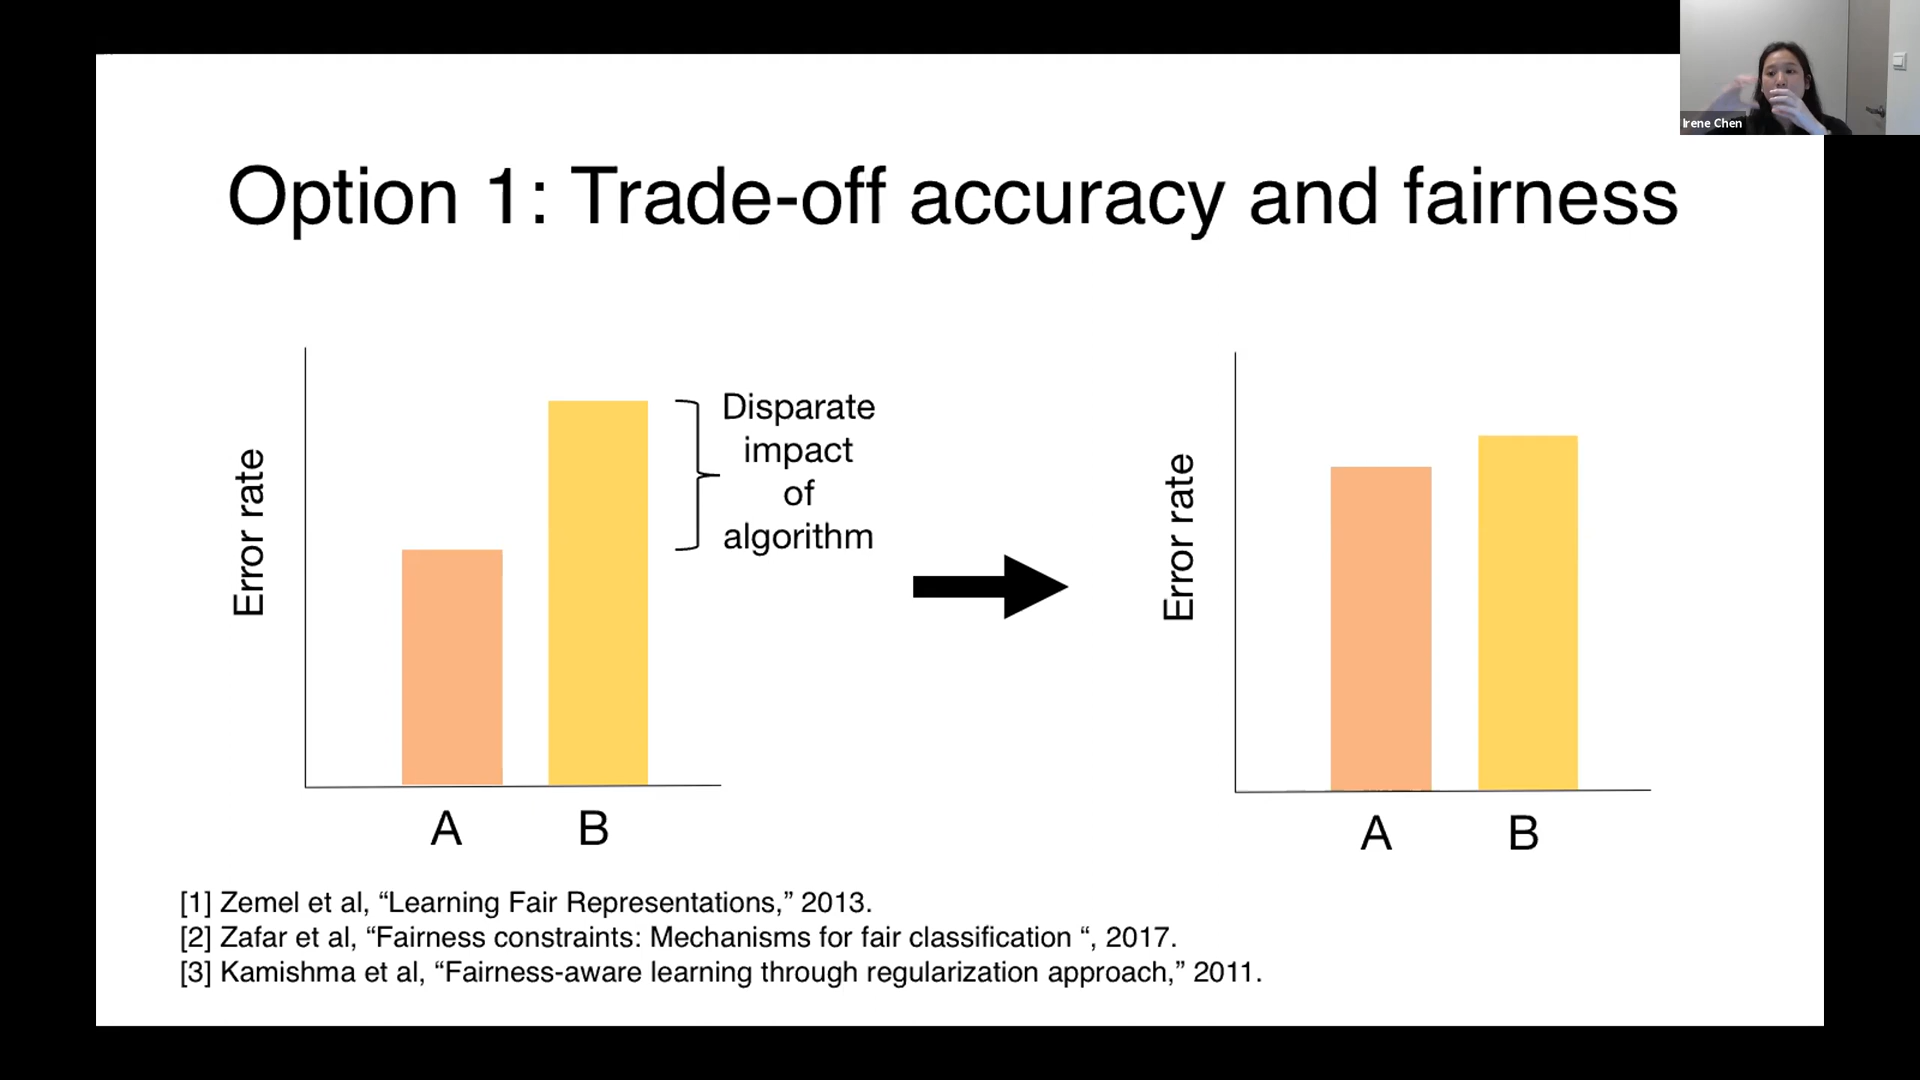 Irene Chen
Option 1: Trade-off accuracy and fairness
Error rate
Disparate
impact
of
algorithm
A
B
Error rate
A
B
[1] Zemel et al, “Learning Fair Representations,” 2013.
[2] Zafar et al, “Fairness constraints: Mechanisms for fair classification “, 2017.
[3] Kamishma et al, “Fairness-aware learning through regularization approach,” 2011.